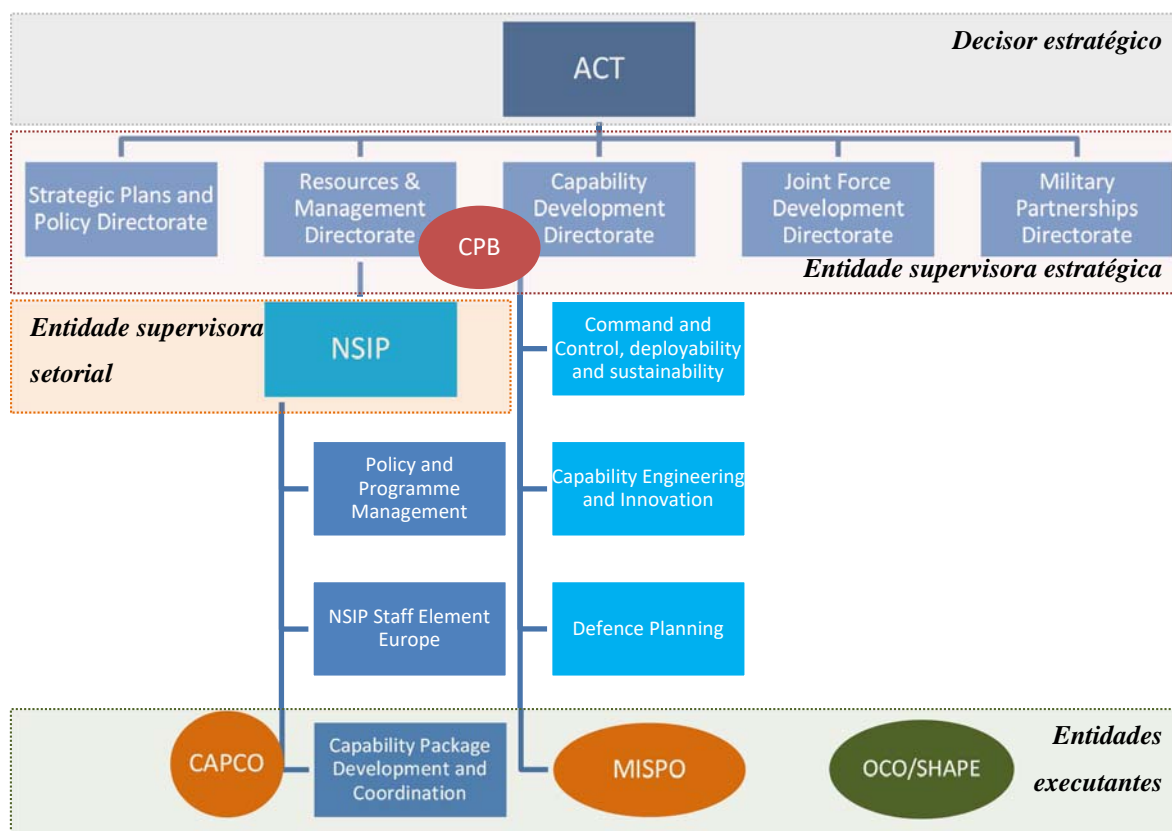 Decisor estratégico
ACT
Strategic Plans and
Policy Directorate
Resources &
Management
Directorate
Capability
Development
Directorate
Joint Force
Development
Directorate
Military
Partnerships
Directorate
CPB
Entidade supervisora estratégica
Entidade supervisora
setorial
NSIP
Command and
Control, deployability
and sustainability
Policy and
Programme
Management
Capability Engineering
and Innovation
NSIP Staff Element
Europe
Defence Planning
CAPCO
Capability Package
Development and
Coordination
MISPO
OCO/SHAPE
Entidades
executantes